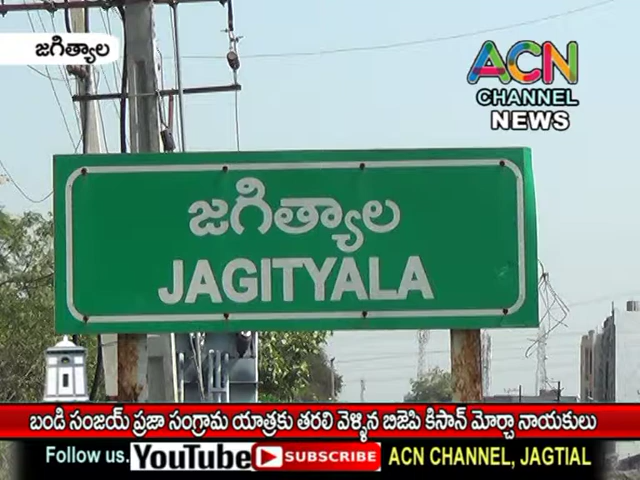 జగిత్యాల
ACN
CHANNEL
NEWS
జగిత్యాల
JAGITYALA
బండి సంజయ్ ప్రజా సంగ్రామ యాత్రకు తరలి వెళ్ళిన బిజెపి కిసాన్ మోర్చా నాయకులు
Follow us. YouTube SUBSCRIBE ACN CHANNEL, JAGTIAL